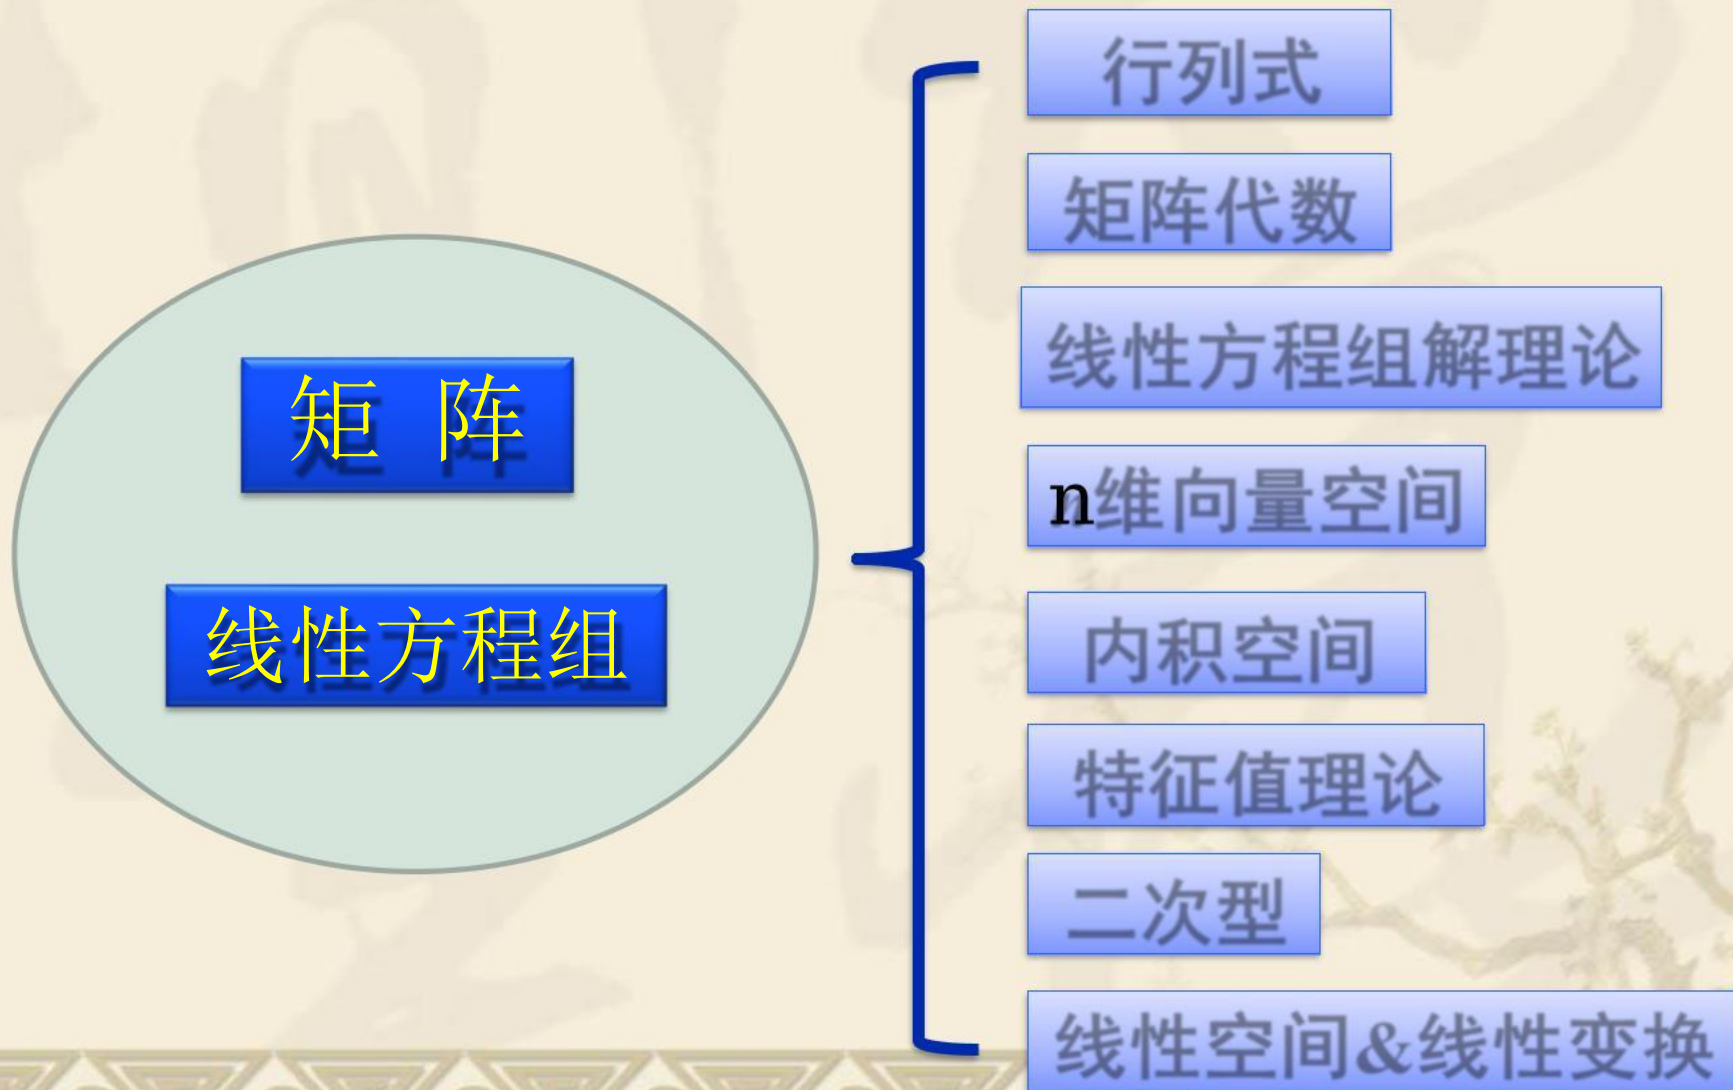 矩 阵
线性方程组
行列式
矩阵代数
线性方程组解理论
n维向量空间
内积空间
特征值理论
二次型
线性空间&线性变换